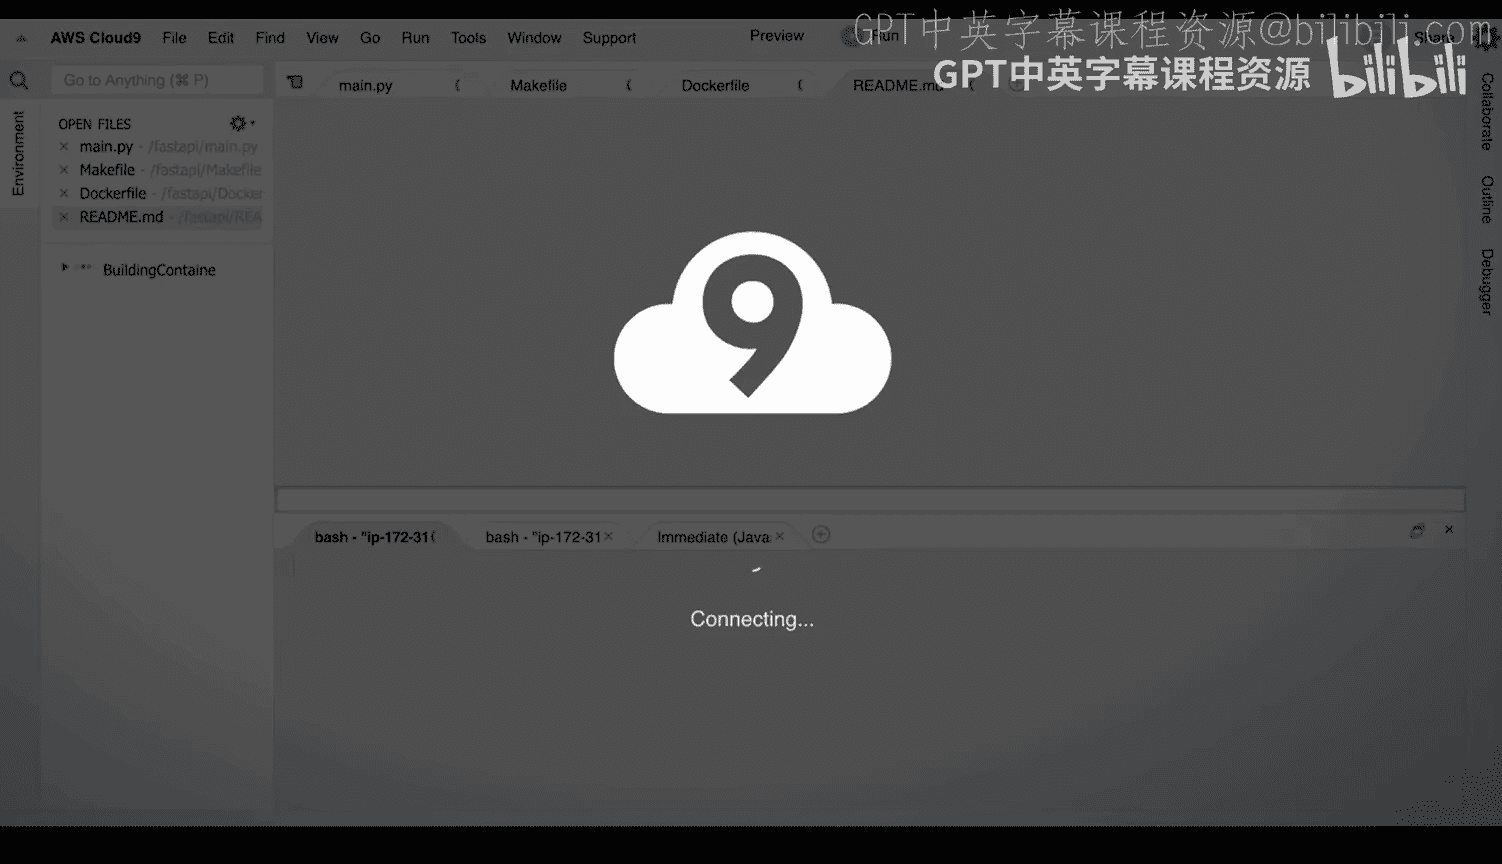 GPT中英字幕课程资源@bilibili.com
AWS Cloud9 File Edit Find View Go Run Tools Window Support Preview Run Share
GPT中英字幕课程资源 bilibili
Go to Anything (⌘ P)
main.py Makefile Dockerfile README.md
Environment
OPEN FILES
main.py - /fastapi/main.py
Makefile - /fastapi/Makefile
Dockerfile - /fastapi/Docker
README.md - /fastapi/REA
BuildingContaine
9
Collaborate
Outline
Debugger
bash - "ip-172-31 bash - "ip-172-31 Immediate (Java
Connecting...